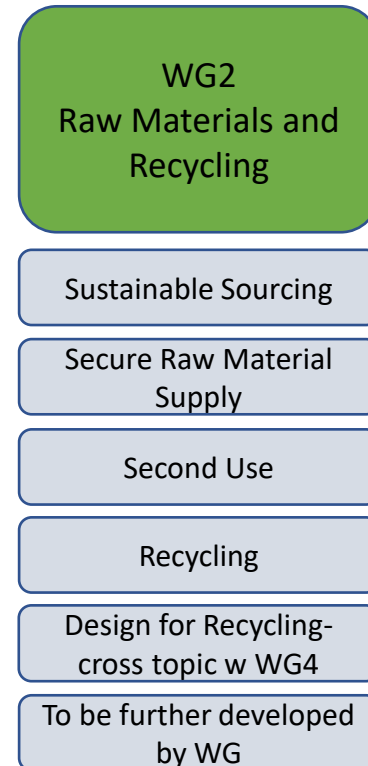 WG2
Raw Materials and
Recycling
Sustainable Sourcing
Secure Raw Material
Supply
Second Use
Recycling
Design for Recycling-
cross topic w WG4
To be further developed
by WG